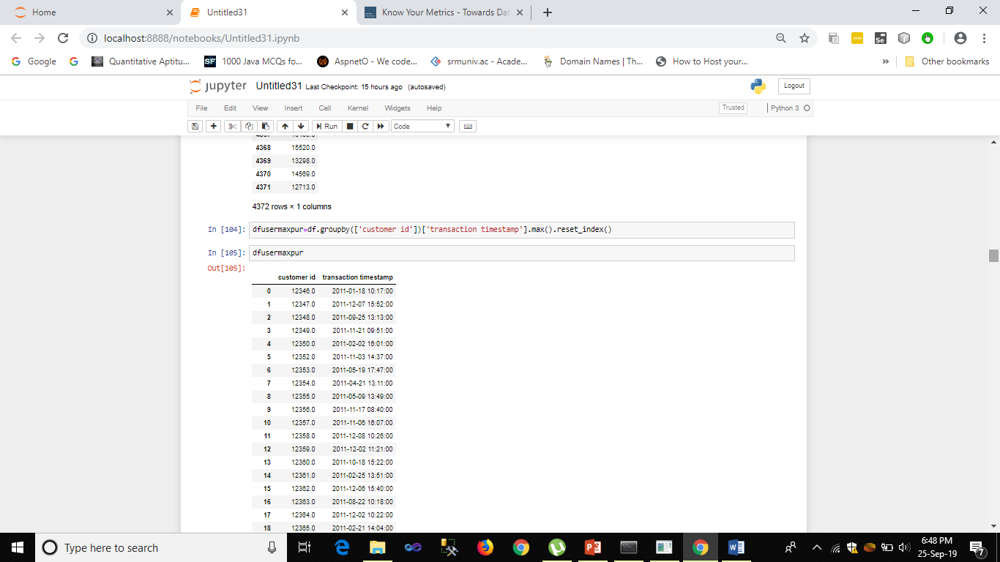 Home
Untitled31
Know Your Metrics - Towards Dat
localhost:8888/notebooks/Untitled31.ipynb
Google
Quantitative Aptitu...
1000 Java MCQs fo...
AspnetO - We code...
srmuniv.ac - Acade...
Domain Names | Th...
How to Host your...
»
Other bookmarks
jupyter Untitled31 Last Checkpoint: 15 hours ago (autosaved)
Logout
File Edit View Insert Cell Kernel Widgets Help
Trusted
Python 3
Run
Code
4368 15520.0
4369 13298.0
4370 14569.0
4371 12713.0
4372 rows × 1 columns
In [104]: dfusermaxpur=df.groupby(['customer id'])['transaction timestamp'].max().reset_index()
In [105]: dfusermaxpur
Out[105]:
customer id transaction timestamp
0 12346.0 2011-01-18 10:17:00
1 12347.0 2011-12-07 15:52:00
2 12348.0 2011-09-25 13:13:00
3 12349.0 2011-11-21 09:51:00
4 12350.0 2011-02-02 16:01:00
5 12352.0 2011-11-03 14:37:00
6 12353.0 2011-05-19 17:47:00
7 12354.0 2011-04-21 13:11:00
8 12355.0 2011-05-09 13:49:00
9 12356.0 2011-11-17 08:40:00
10 12357.0 2011-11-06 16:07:00
11 12358.0 2011-12-08 10:26:00
12 12359.0 2011-12-02 11:21:00
13 12360.0 2011-10-18 15:22:00
14 12361.0 2011-02-25 13:51:00
15 12362.0 2011-12-06 15:40:00
16 12363.0 2011-08-22 10:18:00
17 12364.0 2011-12-02 10:22:00
18 12365.0 2011-02-21 14:04:00
Type here to search
6:48 PM
25-Sep-19
7